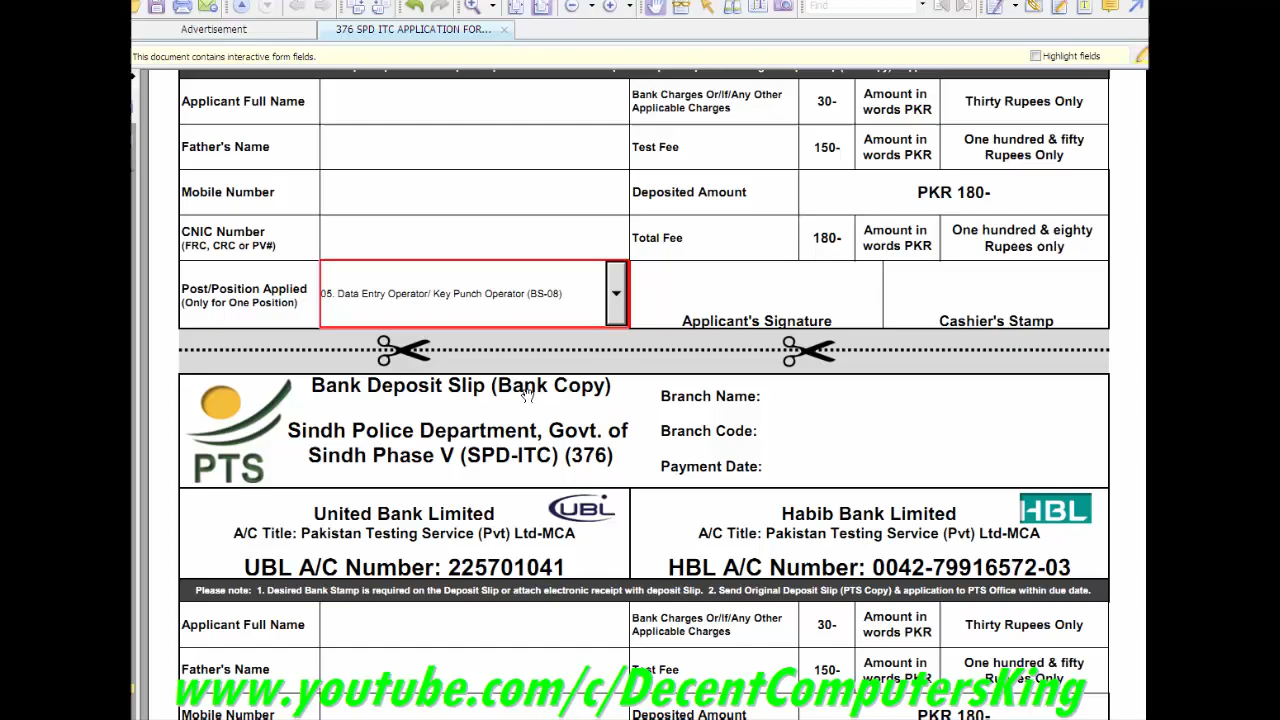 Find
Advertisement
376 SPD ITC APPLICATION FOR...
This document contains interactive form fields.
Highlight fields
Applicant Full Name
Bank Charges Or/If/Any Other Applicable Charges
30-
Amount in words PKR
Thirty Rupees Only
Father's Name
Test Fee
150-
Amount in words PKR
One hundred & fifty Rupees Only
Mobile Number
Deposited Amount
PKR 180-
CNIC Number
(FRC, CRC or PV#)
Total Fee
180-
Amount in words PKR
One hundred & eighty Rupees only
Post/Position Applied
(Only for One Position)
05. Data Entry Operator/ Key Punch Operator (BS-08)
Applicant's Signature
Cashier's Stamp
PTS
Bank Deposit Slip (Bank Copy)
Sindh Police Department, Govt. of
Sindh Phase V (SPD-ITC) (376)
Branch Name:
Branch Code:
Payment Date:
United Bank Limited
UBL
A/C Title: Pakistan Testing Service (Pvt) Ltd-MCA
UBL A/C Number: 225701041
Habib Bank Limited
HBL
A/C Title: Pakistan Testing Service (Pvt) Ltd-MCA
HBL A/C Number: 0042-79916572-03
Please note: 1. Desired Bank Stamp is required on the Deposit Slip or attach electronic receipt with deposit Slip. 2. Send Original Deposit Slip (PTS Copy) & application to PTS Office within due date.
Applicant Full Name
Bank Charges Or/If/Any Other Applicable Charges
30-
Amount in words PKR
Thirty Rupees Only
Father's Name
Test Fee
150-
Amount in words PKR
One hundred & fifty Rupees Only
www.youtube.com/c/DecentComputersKing
Mobile Number
Deposited Amount
PKR 180-